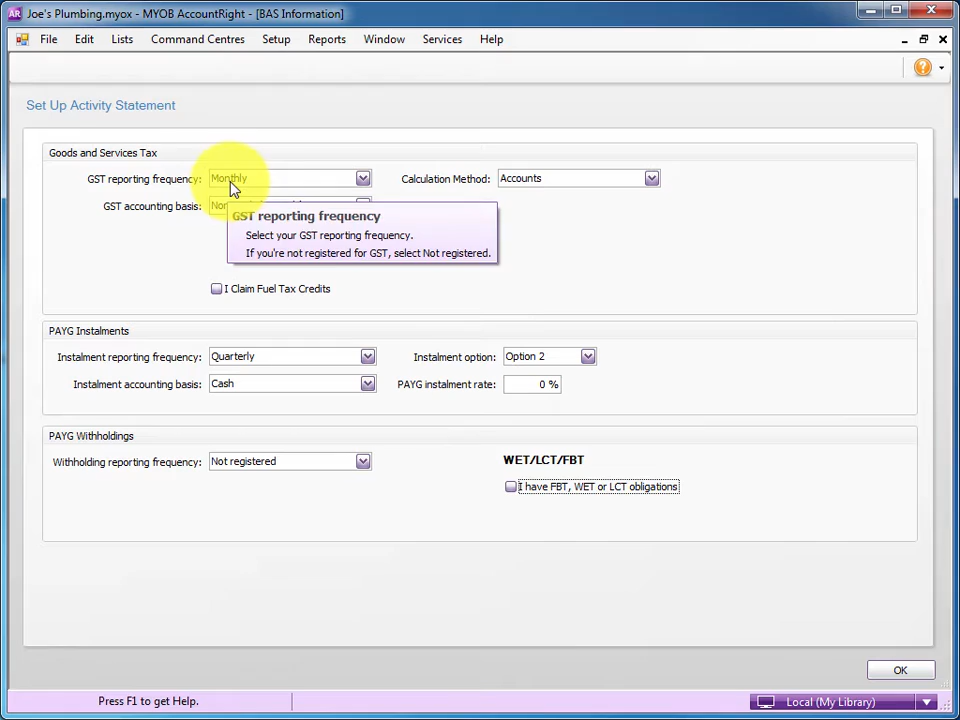 AR Joe's Plumbing.myox - MYOB AccountRight - [BAS Information]
File Edit Lists Command Centres Setup Reports Window Services Help
Set Up Activity Statement
Goods and Services Tax
GST reporting frequency: Monthly Calculation Method: Accounts
GST accounting basis:
GST reporting frequency
Select your GST reporting frequency.
If you're not registered for GST, select Not registered.
I Claim Fuel Tax Credits
PAYG Instalments
Instalment reporting frequency: Quarterly Instalment option: Option 2
Instalment accounting basis: Cash PAYG instalment rate: 0 %
PAYG Withholdings
Withholding reporting frequency: Not registered WET/LCT/FBT
I have FBT, WET or LCT obligations
OK
Press F1 to get Help. Local (My Library)